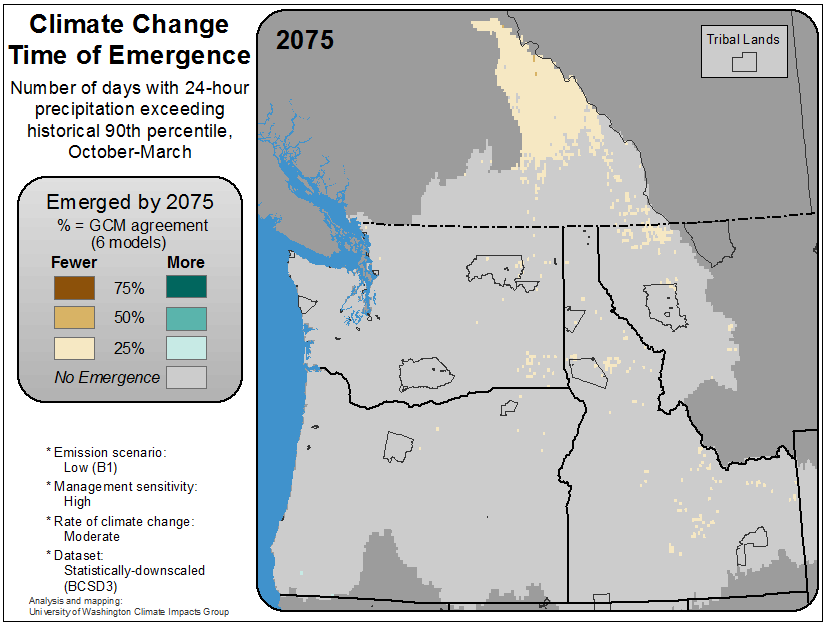 Climate Change
Time of Emergence
Number of days with 24-hour
precipitation exceeding
historical 90th percentile,
October-March
Emerged by 2075
% = GCM agreement
(6 models)
Fewer More
75%
50%
25%
No Emergence
* Emission scenario:
Low (B1)
* Management sensitivity:
High
* Rate of climate change:
Moderate
* Dataset:
Statistically-downscaled
(BCSD3)
Analysis and mapping:
University of Washington Climate Impacts Group
2075
Tribal Lands